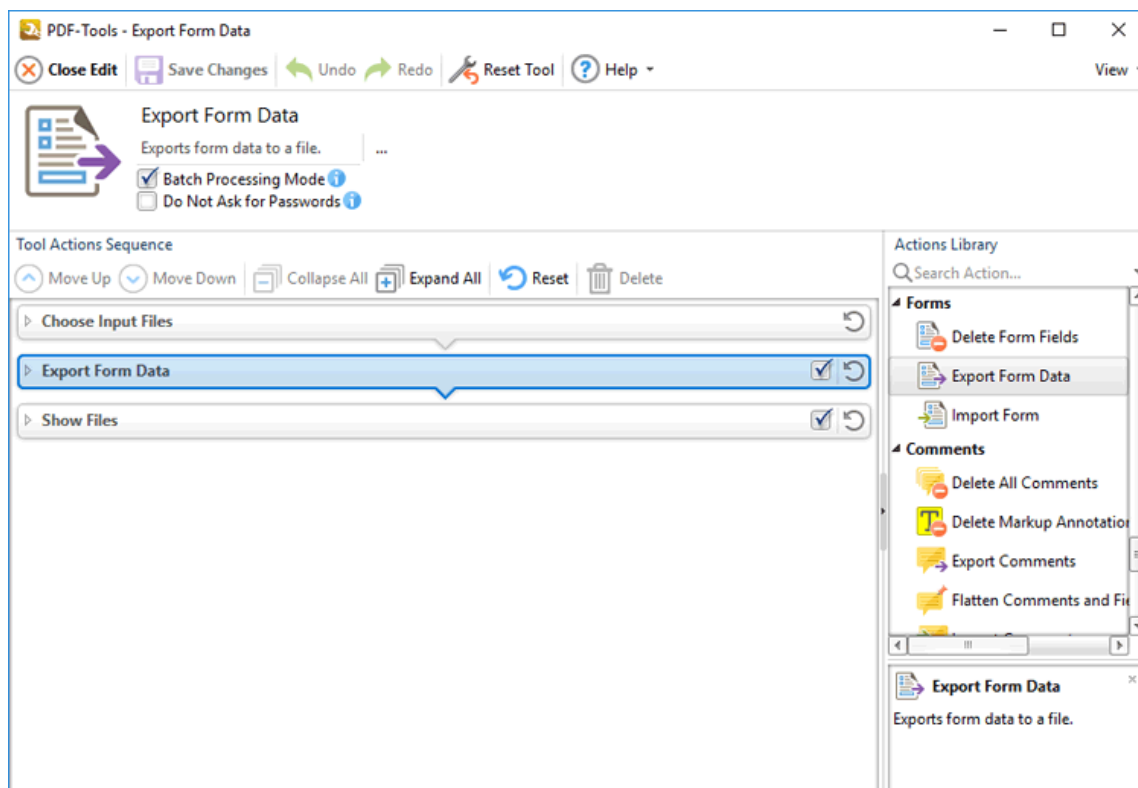 PDF-Tools - Export Form Data
Close Edit Save Changes Undo Redo Reset Tool ? Help View
Export Form Data
Exports form data to a file. ...
Batch Processing Mode i
Do Not Ask for Passwords i
Tool Actions Sequence
Move Up Move Down Collapse All Expand All Reset Delete
Choose Input Files
Export Form Data
Show Files
Actions Library
Search Action...
Forms
Delete Form Fields
Export Form Data
Import Form
Comments
Delete All Comments
T Delete Markup Annotation
Export Comments
Flatten Comments and Fie
Export Form Data
Exports form data to a file.